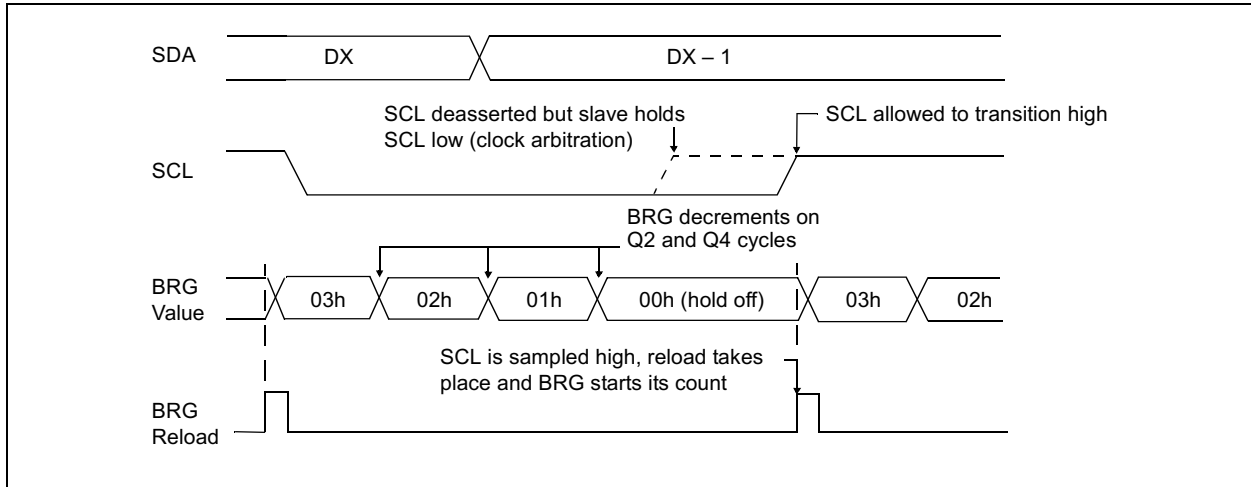 SDA
DX
DX – 1
SCL deasserted but slave holds
SCL low (clock arbitration)
SCL allowed to transition high
SCL
BRG decrements on
Q2 and Q4 cycles
BRG
Value
03h
02h
01h
00h (hold off)
03h
02h
SCL is sampled high, reload takes
place and BRG starts its count
BRG
Reload